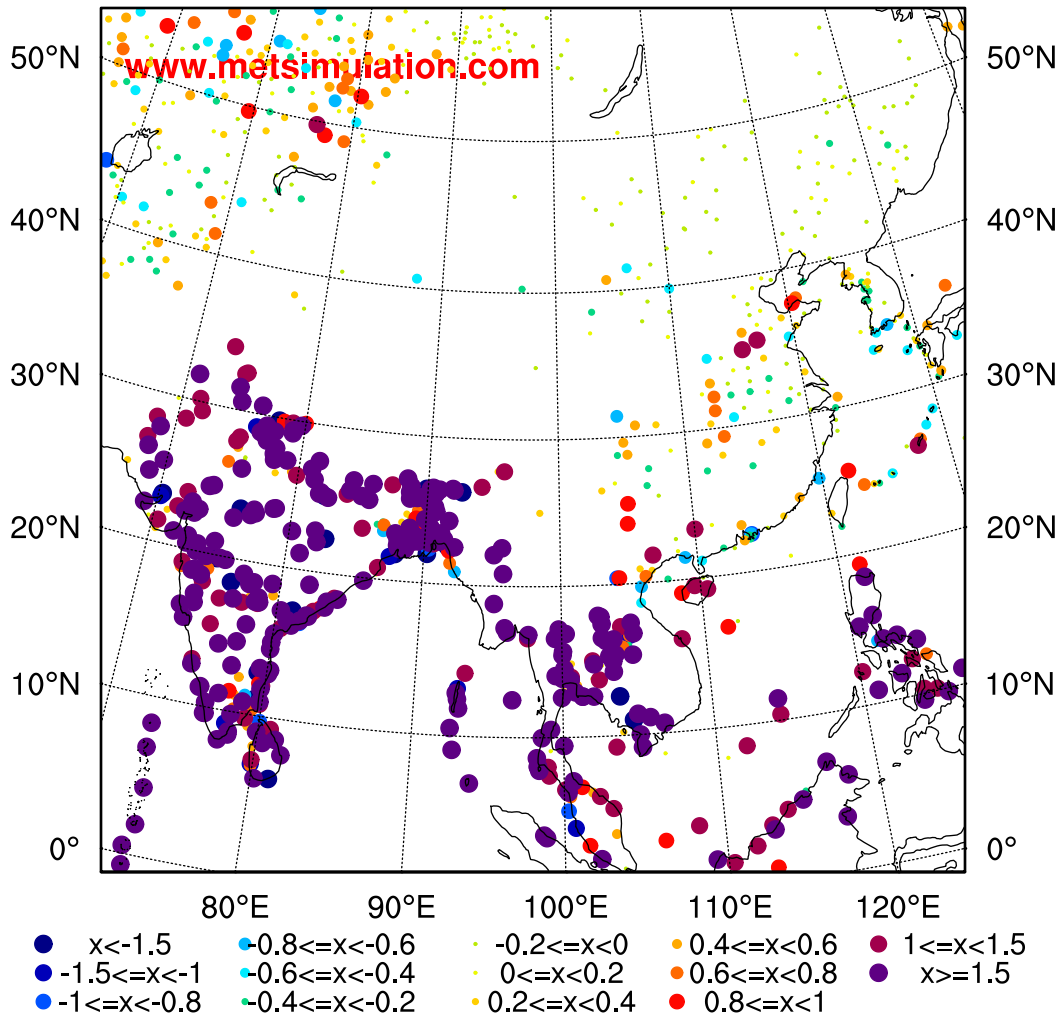 50°N 50°N
www.metsimulation.com
40°N 40°N
30°N 30°N
20°N 20°N
10°N 10°N
0° 0°
80°E 90°E 100°E 110°E 120°E
x<-1.5 -0.8<=x<-0.6 -0.2<=x<0 0.4<=x<0.6 1<=x<1.5
-1.5<=x<-1 -0.6<=x<-0.4 0<=x<0.2 0.6<=x<0.8 x>=1.5
-1<=x<-0.8 -0.4<=x<-0.2 0.2<=x<0.4 0.8<=x<1